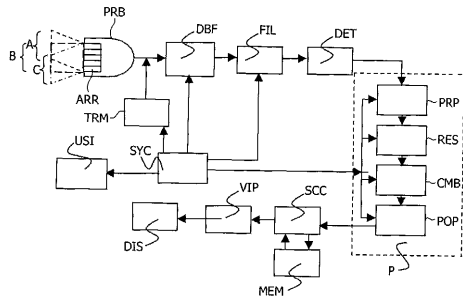 PRB
DBF
FIL
DET
A
B
C
ARR
TRM
PRP
USI
SYC
RES
VIP
SCC
CMB
DIS
POP
MEM
P